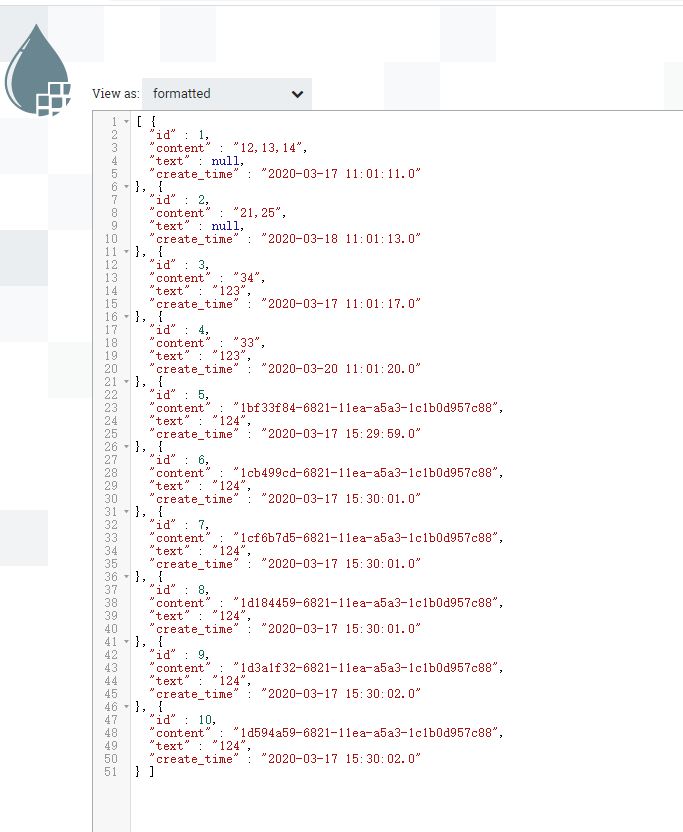 View as: formatted
1 [ {
2 "id" : 1,
3 "content" : "12,13,14",
4 "text" : null,
5 "create_time" : "2020-03-17 11:01:11.0"
6 }, {
7 "id" : 2,
8 "content" : "21,25",
9 "text" : null,
10 "create_time" : "2020-03-18 11:01:13.0"
11 }, {
12 "id" : 3,
13 "content" : "34",
14 "text" : "123",
15 "create_time" : "2020-03-17 11:01:17.0"
16 }, {
17 "id" : 4,
18 "content" : "33",
19 "text" : "123",
20 "create_time" : "2020-03-20 11:01:20.0"
21 }, {
22 "id" : 5,
23 "content" : "1bf33f84-6821-11ea-a5a3-1c1b0d957c88",
24 "text" : "124",
25 "create_time" : "2020-03-17 15:29:59.0"
26 }, {
27 "id" : 6,
28 "content" : "1cb499cd-6821-11ea-a5a3-1c1b0d957c88",
29 "text" : "124",
30 "create_time" : "2020-03-17 15:30:01.0"
31 }, {
32 "id" : 7,
33 "content" : "1cf6b7d5-6821-11ea-a5a3-1c1b0d957c88",
34 "text" : "124",
35 "create_time" : "2020-03-17 15:30:01.0"
36 }, {
37 "id" : 8,
38 "content" : "1d184459-6821-11ea-a5a3-1c1b0d957c88",
39 "text" : "124",
40 "create_time" : "2020-03-17 15:30:01.0"
41 }, {
42 "id" : 9,
43 "content" : "1d3a1f32-6821-11ea-a5a3-1c1b0d957c88",
44 "text" : "124",
45 "create_time" : "2020-03-17 15:30:02.0"
46 }, {
47 "id" : 10,
48 "content" : "1d594a59-6821-11ea-a5a3-1c1b0d957c88",
49 "text" : "124",
50 "create_time" : "2020-03-17 15:30:02.0"
51 } ]